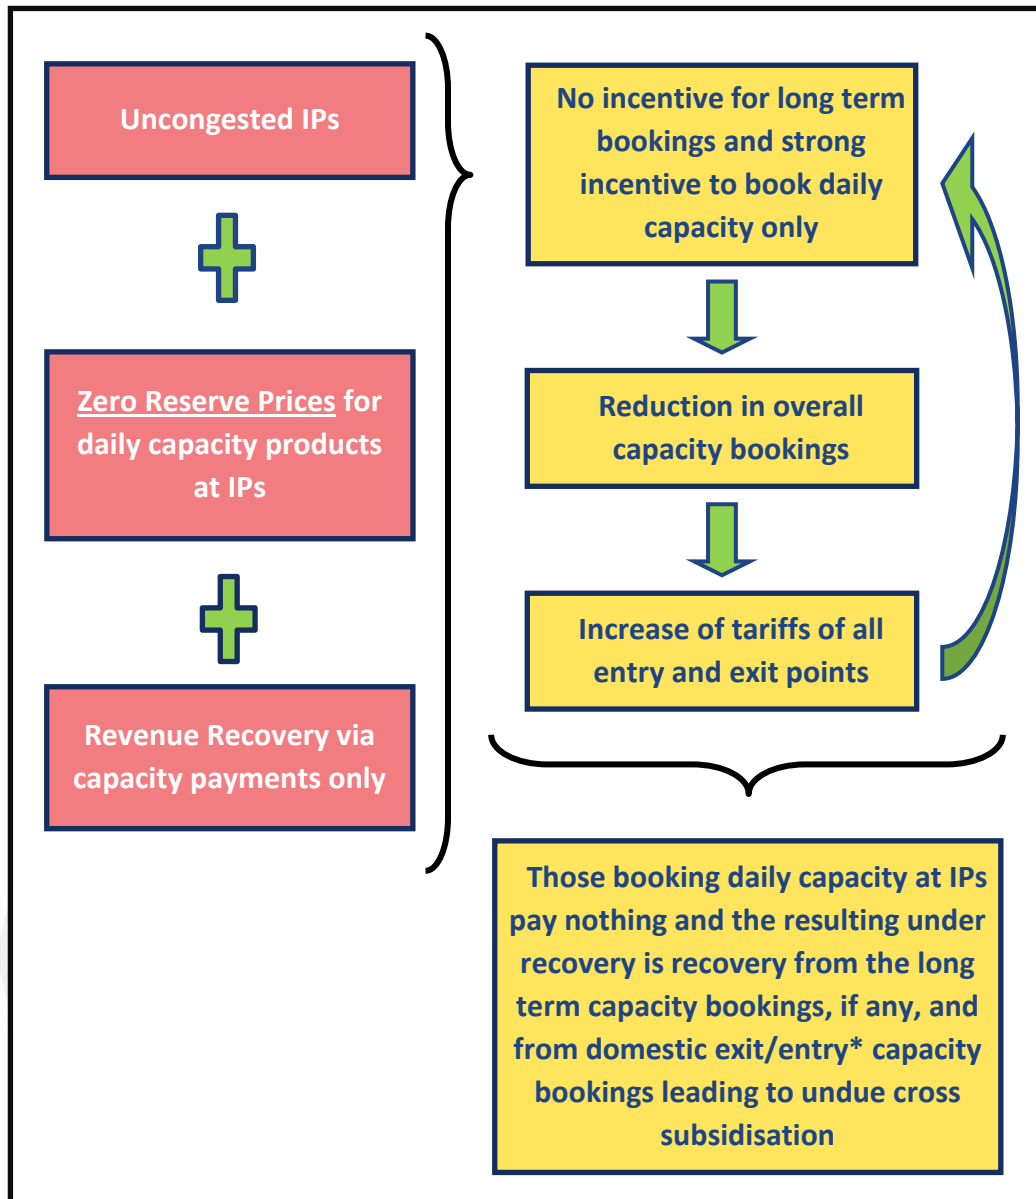 Uncongested IPs
Zero Reserve Prices for
daily capacity products
at IPs
Revenue Recovery via
capacity payments only
No incentive for long term
bookings and strong
incentive to book daily
capacity only
Reduction in overall
capacity bookings
Increase of tariffs of all
entry and exit points
Those booking daily capacity at IPs
pay nothing and the resulting under
recovery is recovery from the long
term capacity bookings, if any, and
from domestic exit/entry* capacity
bookings leading to undue cross
subsidisation